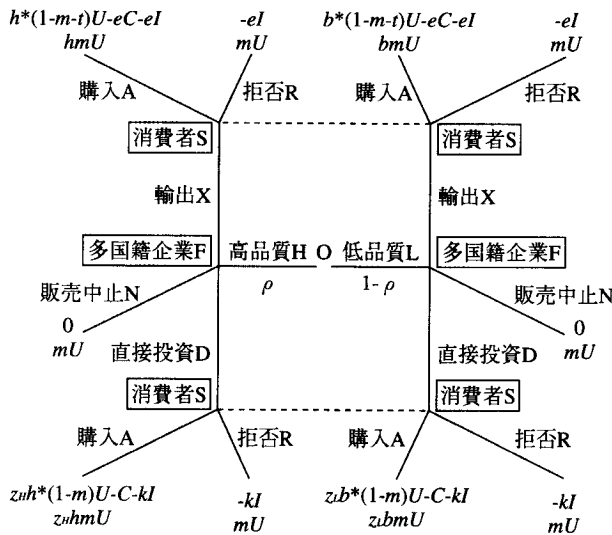 h*(1-m-t)U-eC-eI
hmU
-eI
mU
b*(1-m-t)U-eC-eI
bmU
-eI
mU
購入A
拒否R
購入A
拒否R
消費者S
消費者S
輸出X
輸出X
多国籍企業F
高品質H O 低品質L
多国籍企業F
ρ
1- ρ
販売中止N
販売中止N
0
mU
0
mU
直接投資D
直接投資D
消費者S
消費者S
購入A
拒否R
購入A
拒否R
zHh*(1-m)U-C-kI
zHhmU
-kI
mU
zLb*(1-m)U-C-kI
zLbmU
-kI
mU